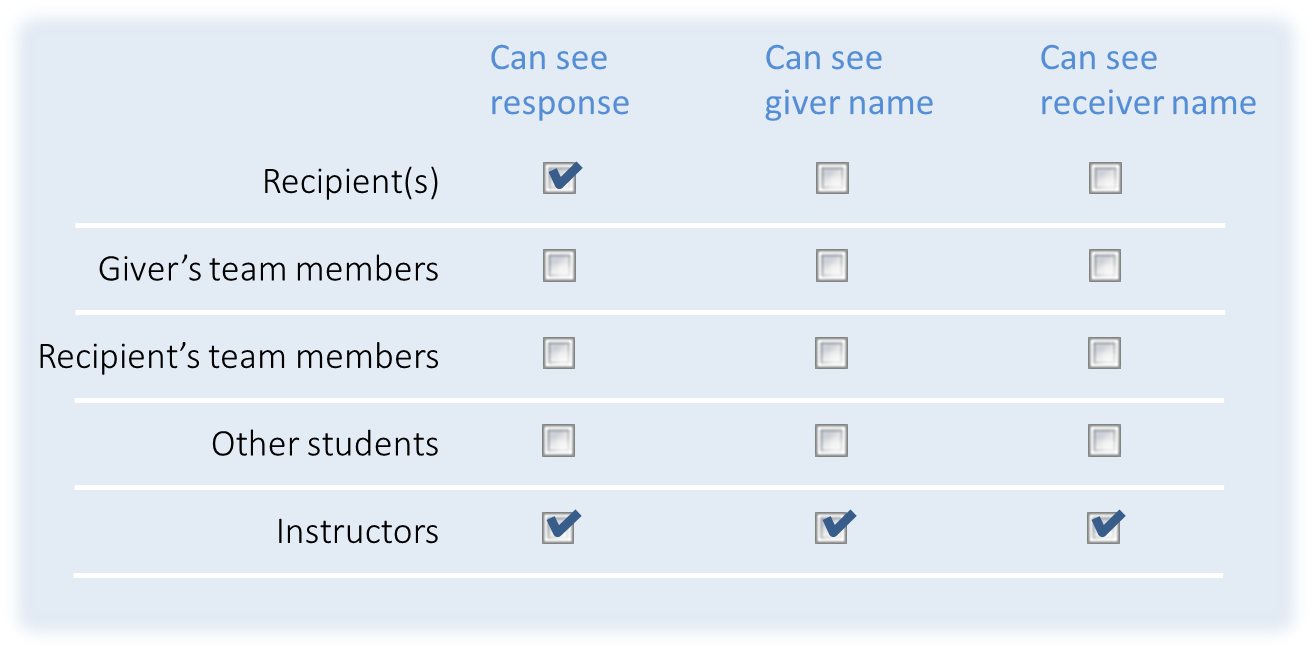 Can see
response
Can see
giver name
Can see
receiver name
Recipient(s)
Giver’s team members
Recipient’s team members
Other students
Instructors